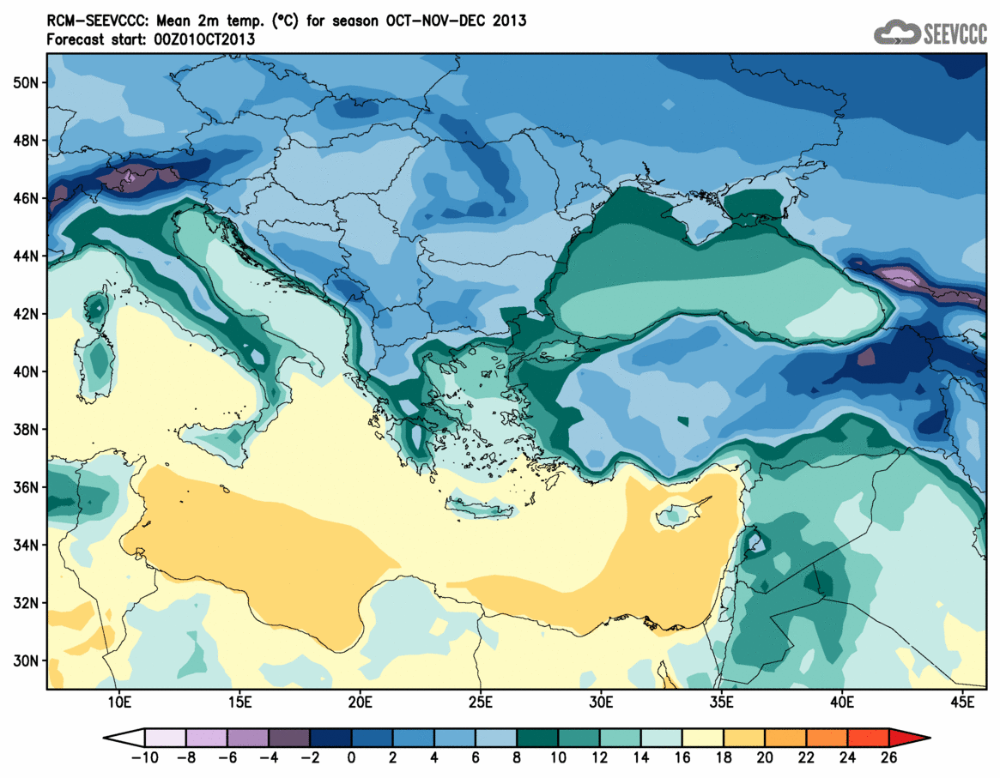 RCM-SEEVCCC: Mean 2m temp. (°C) for season OCT-NOV-DEC 2013
Forecast start: 00Z01OCT2013
SEEVCCC
50N
48N
46N
44N
42N
40N
38N
36N
34N
32N
30N
10E 15E 20E 25E 30E 35E 40E 45E
-10 -8 -6 -4 -2 0 2 4 6 8 10 12 14 16 18 20 22 24 26